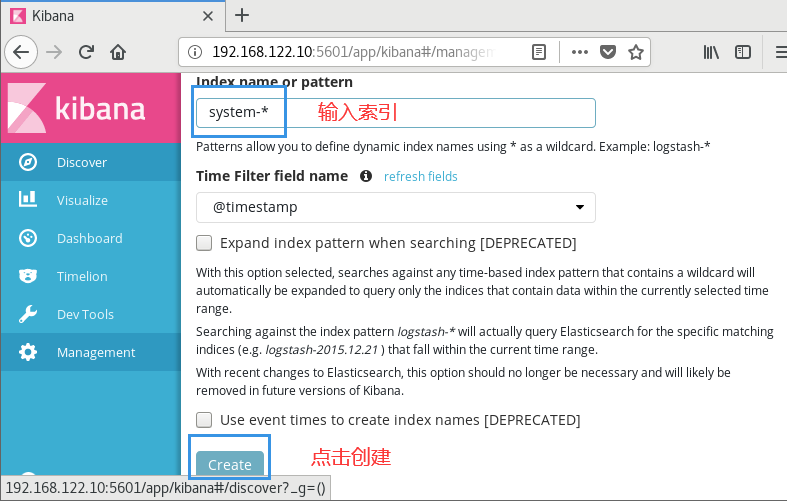 Kibana
192.168.122.10:5601/app/kibana#/managem
kibana
Discover
Visualize
Dashboard
Timelion
Dev Tools
Management
Index name or pattern
system-* 输入索引
Patterns allow you to define dynamic index names using * as a wildcard. Example: logstash-*
Time Filter field name refresh fields
@timestamp
Expand index pattern when searching [DEPRECATED]
With this option selected, searches against any time-based index pattern that contains a wildcard will
automatically be expanded to query only the indices that contain data within the currently selected time
range.
Searching against the index pattern logstash-* will actually query Elasticsearch for the specific matching
indices (e.g. logstash-2015.12.21 ) that fall within the current time range.
With recent changes to Elasticsearch, this option should no longer be necessary and will likely be
removed in future versions of Kibana.
Use event times to create index names [DEPRECATED]
Create 点击创建
192.168.122.10:5601/app/kibana#/discover?_g=()